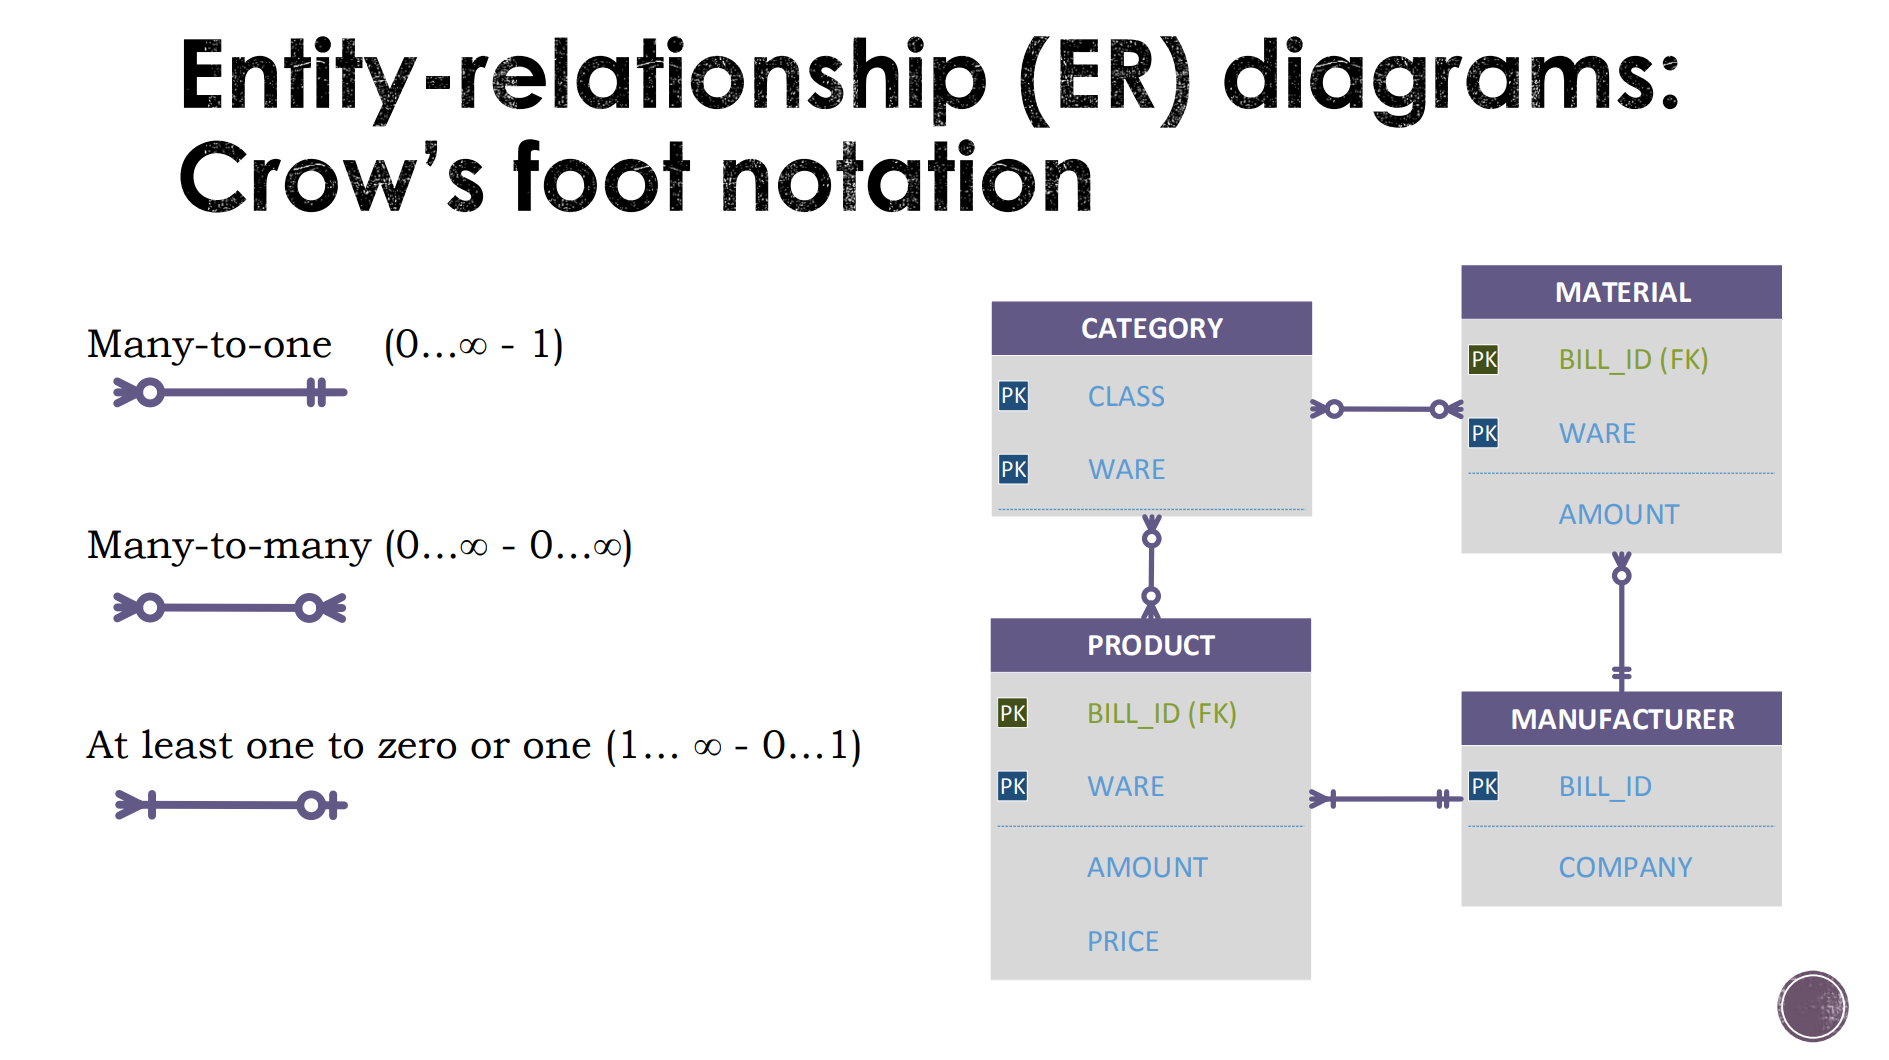 Entity-relationship (ER) diagrams:
Crow’s foot notation
Many-to-one (0…∞ - 1)
Many-to-many (0…∞ - 0…∞)
At least one to zero or one (1… ∞ - 0…1)
CATEGORY
PK CLASS
PK WARE
MATERIAL
PK BILL_ID (FK)
PK WARE
AMOUNT
PRODUCT
PK BILL_ID (FK)
PK WARE
AMOUNT
PRICE
MANUFACTURER
PK BILL_ID
COMPANY